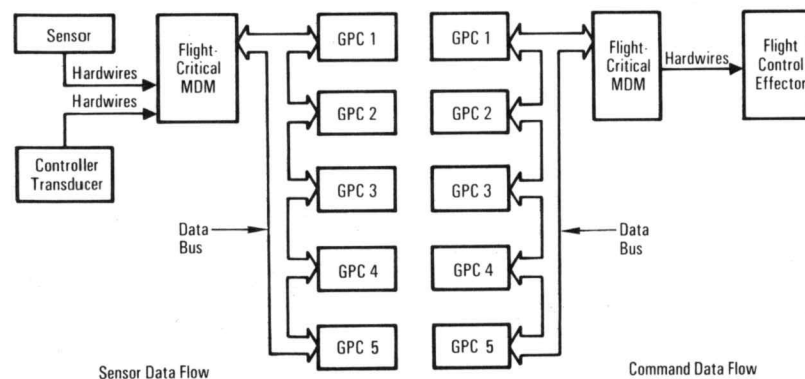 Sensor
Hardwires
Hardwires
Controller
Transducer
Flight-
Critical
MDM
GPC 1
GPC 2
GPC 3
GPC 4
GPC 5
Data
Bus
Sensor Data Flow
GPC 1
GPC 2
GPC 3
GPC 4
GPC 5
Flight-
Critical
MDM
Hardwires
Flight
Control
Effector
Data
Bus
Command Data Flow